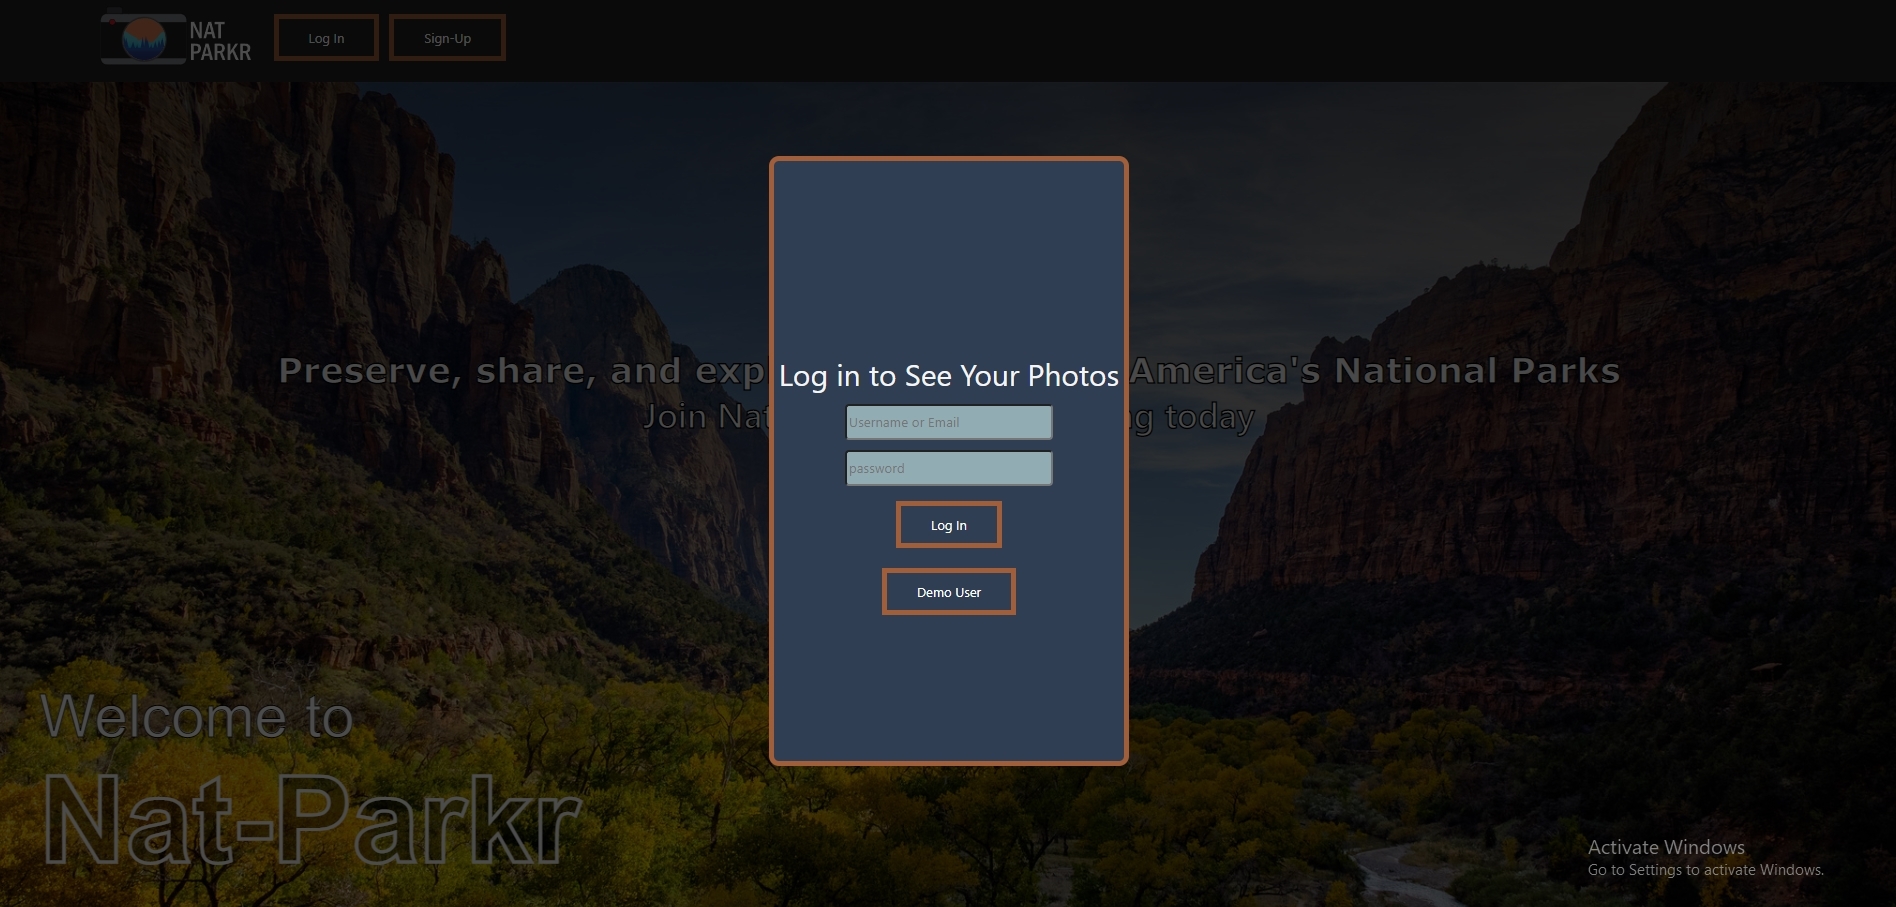 NAT
PARKR
Log In
Sign-Up
Preserve, share, and exp America's National Parks
Join Nat g today
Log in to See Your Photos
Username or Email
password
Log In
Demo User
Welcome to
Nat-Parkr
Activate Windows
Go to Settings to activate Windows.